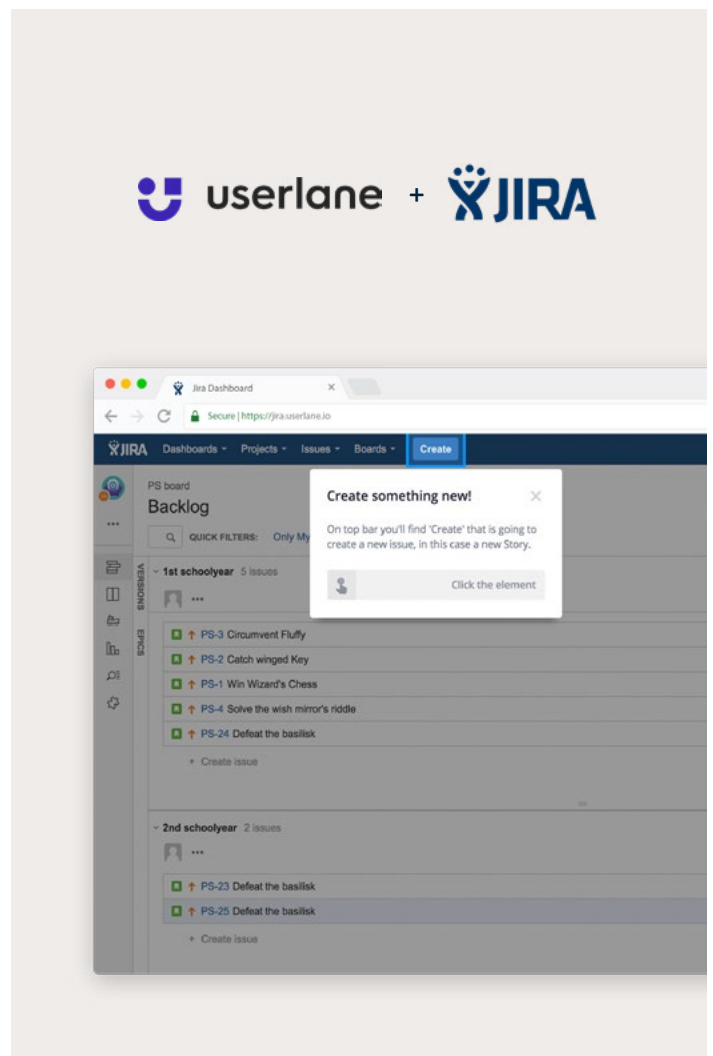 userlane + JIRA
Jira Dashboard
Secure | https://jira.userlane.io
JIRA Dashboards Projects Issues Boards Create
PS board
Backlog
QUICK FILTERS: Only My
Create something new!
On top bar you'll find 'Create' that is going to
create a new issue, in this case a new Story.
Click the element
VERSIONS
EPICS
1st schoolyear 5 issues
PS-3 Circumvent Fluffy
PS-2 Catch winged Key
PS-1 Win Wizard's Chess
PS-4 Solve the wish mirror's riddle
PS-24 Defeat the basilisk
+ Create issue
2nd schoolyear 2 issues
PS-23 Defeat the basilisk
PS-25 Defeat the basilisk
+ Create issue